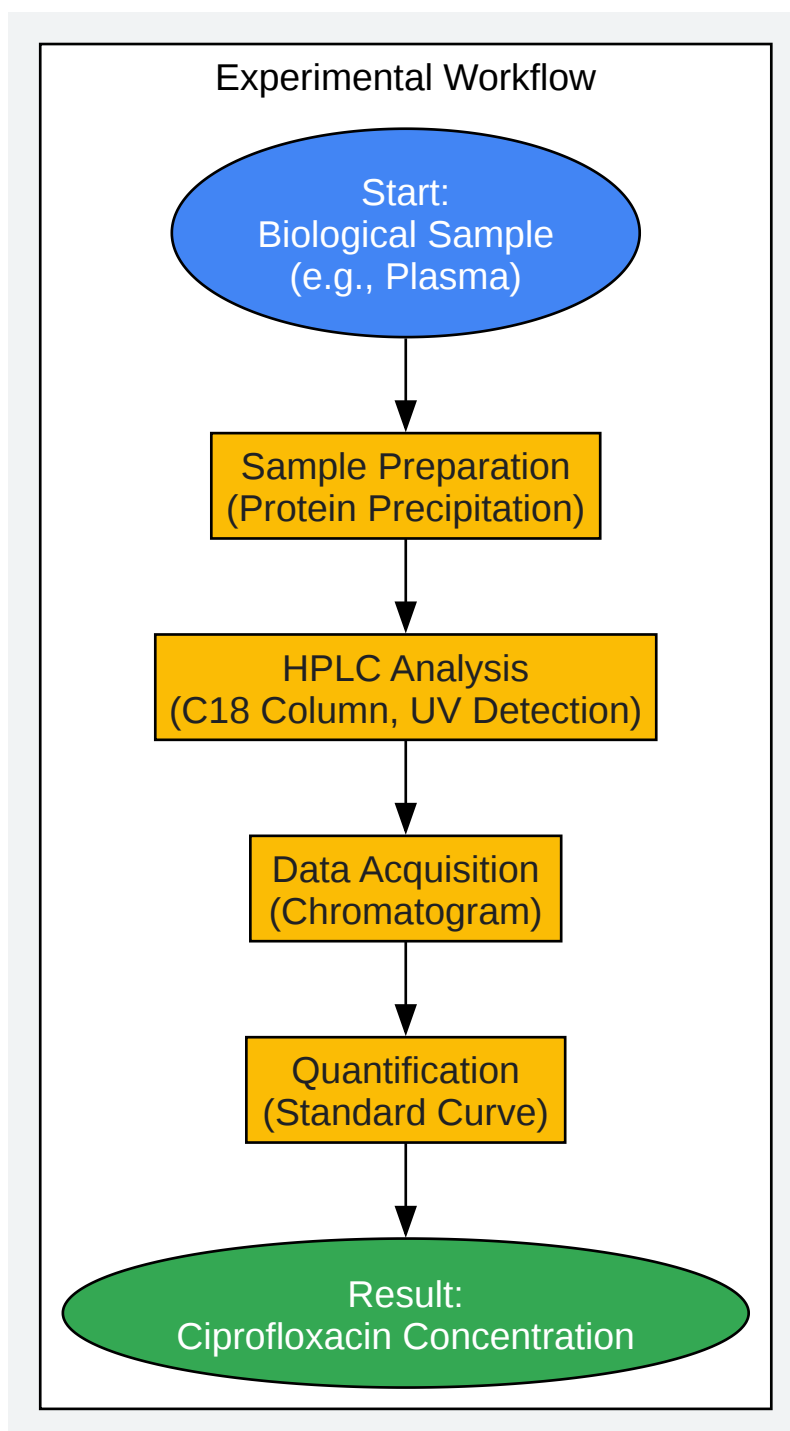 Experimental Workflow
Start:
Biological Sample
(e.g., Plasma)
Sample Preparation
(Protein Precipitation)
HPLC Analysis
(C18 Column, UV Detection)
Data Acquisition
(Chromatogram)
Quantification
(Standard Curve)
Result:
Ciprofloxacin Concentration